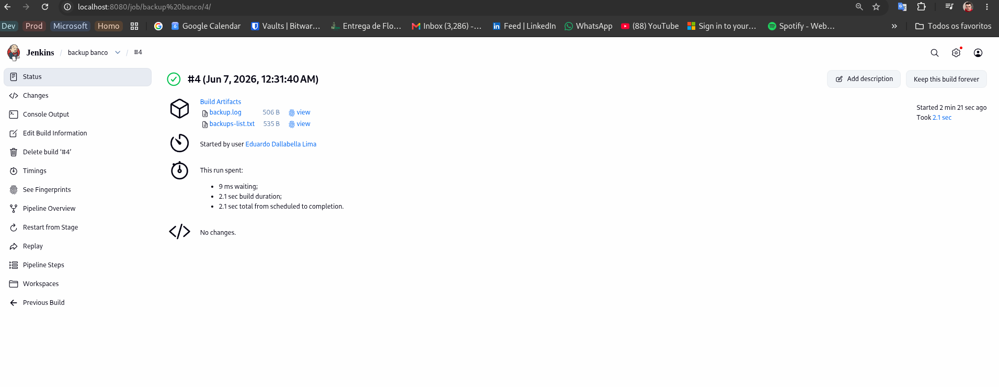 localhost:8080/job/backup%20banco/4/
Dev Prod Microsoft Homo Google Calendar Vaults | Bitwar... Entrega de Flo... Inbox (3,286) -... Feed | LinkedIn WhatsApp (88) YouTube Sign in to your... Spotify - Web... » Todos os favoritos
Jenkins / backup banco / #4
Status
Changes
Console Output
Edit Build Information
Delete build ‘#4’
Timings
See Fingerprints
Pipeline Overview
Restart from Stage
Replay
Pipeline Steps
Workspaces
Previous Build
#4 (Jun 7, 2026, 12:31:40 AM)
Add description
Keep this build forever
Build Artifacts
backup.log 506 B view
backups-list.txt 535 B view
Started 2 min 21 sec ago
Took 2.1 sec
Started by user Eduardo Dallabella Lima
This run spent:
• 9 ms waiting;
• 2.1 sec build duration;
• 2.1 sec total from scheduled to completion.
No changes.